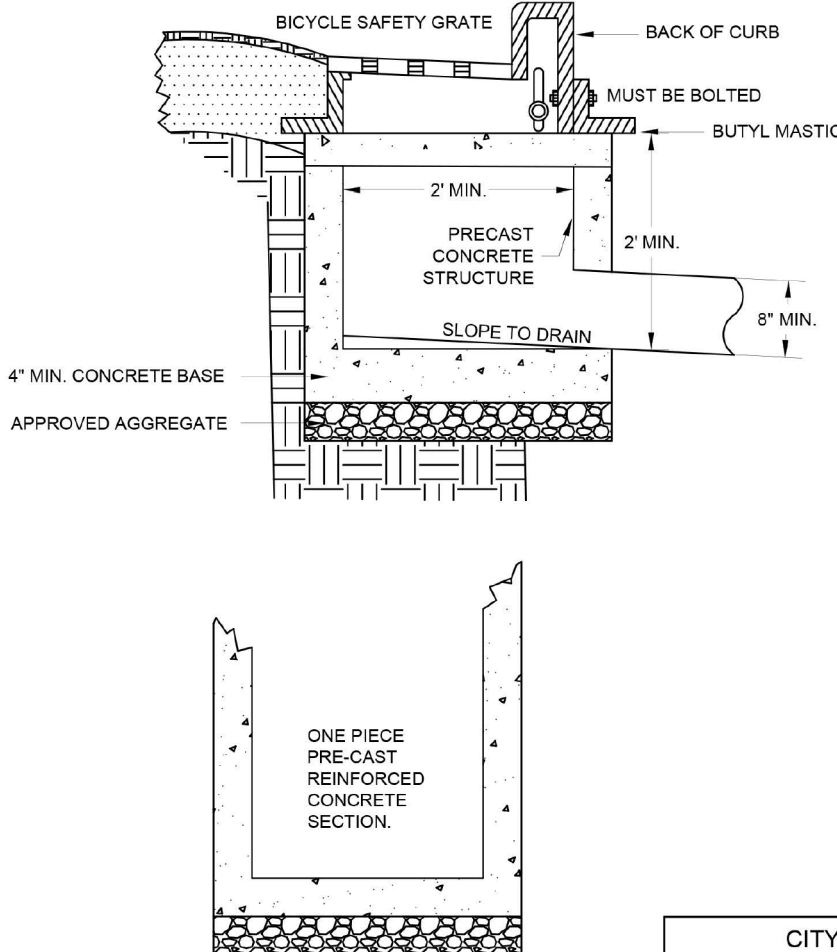 BICYCLE SAFETY GRATE
BACK OF CURB
MUST BE BOLTED
BUTYL MASTIC
2' MIN.
PRECAST
CONCRETE
STRUCTURE
2' MIN.
8" MIN.
SLOPE TO DRAIN
4" MIN. CONCRETE BASE
APPROVED AGGREGATE
ONE PIECE
PRE-CAST
REINFORCED
CONCRETE
SECTION.
CITY